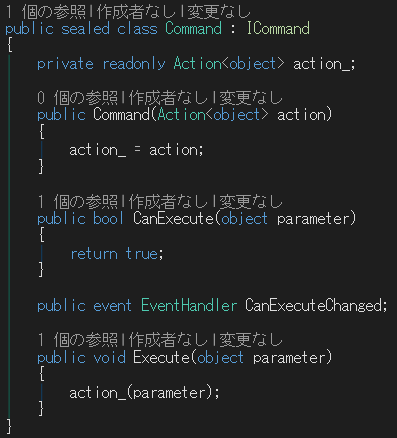 1 個の参照|作成者なし|変更なし
public sealed class Command : ICommand
{
    private readonly Action<object> action_;
    0 個の参照|作成者なし|変更なし
    public Command(Action<object> action)
    {
        action_ = action;
    }
    1 個の参照|作成者なし|変更なし
    public bool CanExecute(object parameter)
    {
        return true;
    }
    public event EventHandler CanExecuteChanged;
    1 個の参照|作成者なし|変更なし
    public void Execute(object parameter)
    {
        action_(parameter);
    }
}